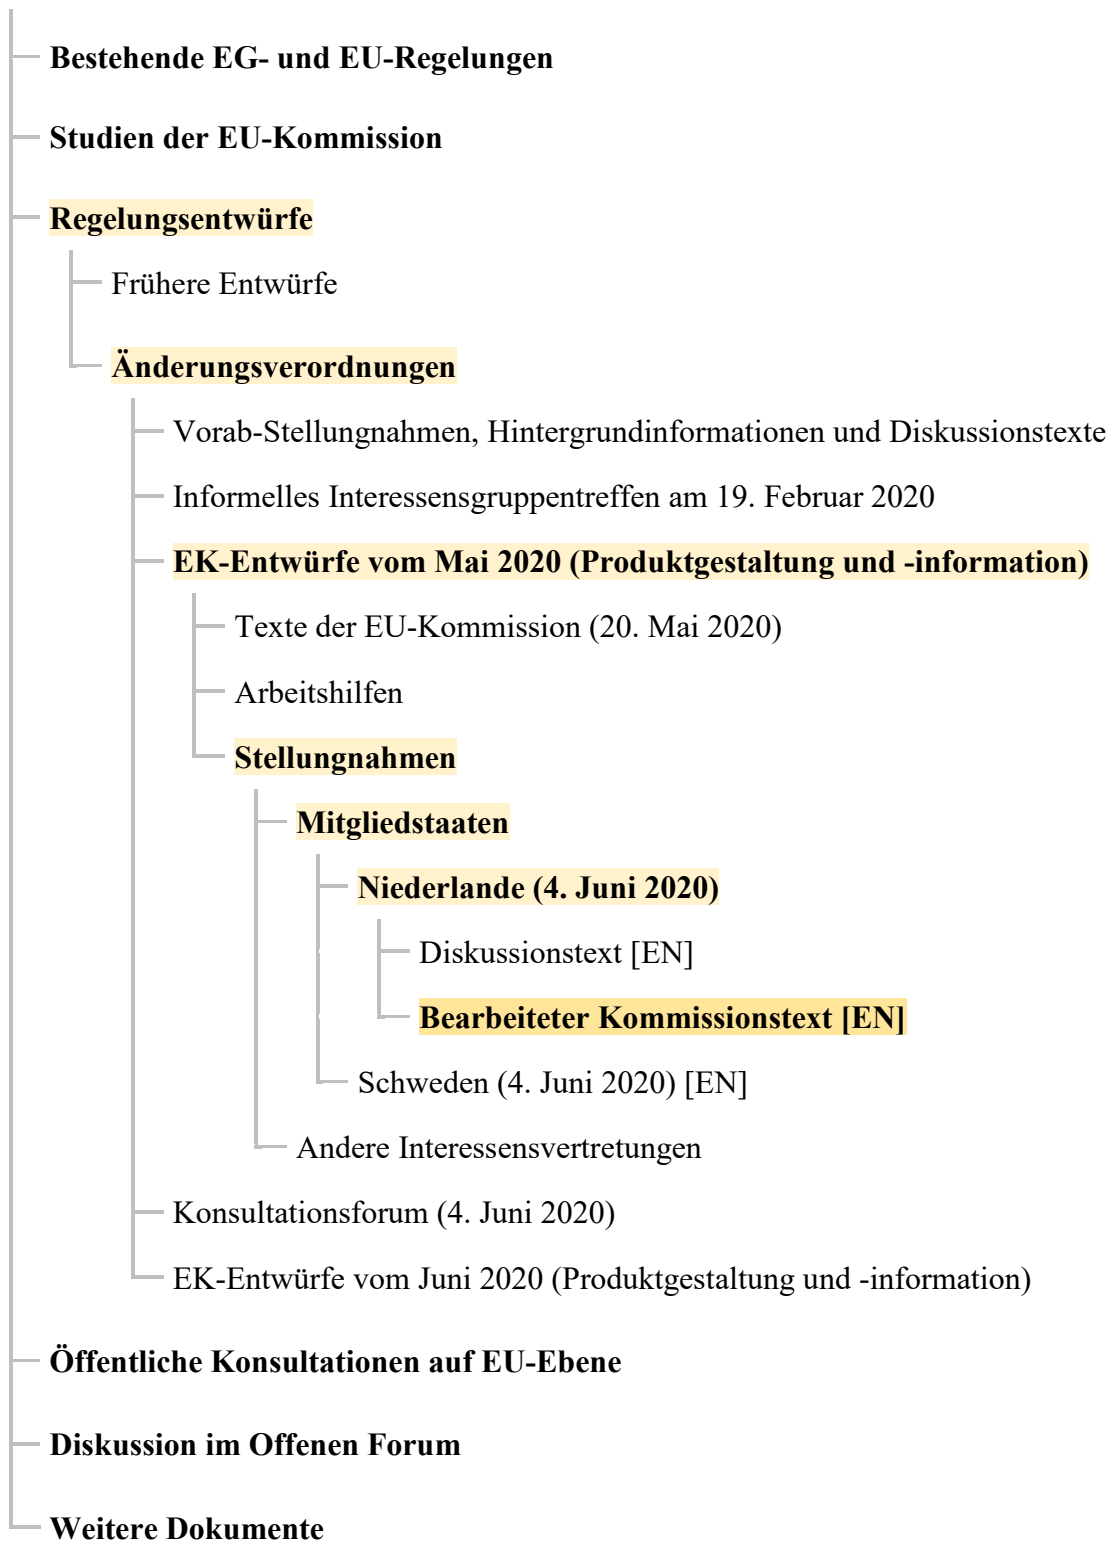 Bestehende EG- und EU-Regelungen
Studien der EU-Kommission
Regelungsentwürfe
Frühere Entwürfe
Änderungsverordnungen
Vorab-Stellungnahmen, Hintergrundinformationen und Diskussionstexte
Informelles Interessensgruppentreffen am 19. Februar 2020
EK-Entwürfe vom Mai 2020 (Produktgestaltung und -information)
Texte der EU-Kommission (20. Mai 2020)
Arbeitshilfen
Stellungnahmen
Mitgliedstaaten
Niederlande (4. Juni 2020)
Diskussionstext [EN]
Bearbeiteter Kommissionstext [EN]
Schweden (4. Juni 2020) [EN]
Andere Interessensvertretungen
Konsultationsforum (4. Juni 2020)
EK-Entwürfe vom Juni 2020 (Produktgestaltung und -information)
Öffentliche Konsultationen auf EU-Ebene
Diskussion im Offenen Forum
Weitere Dokumente